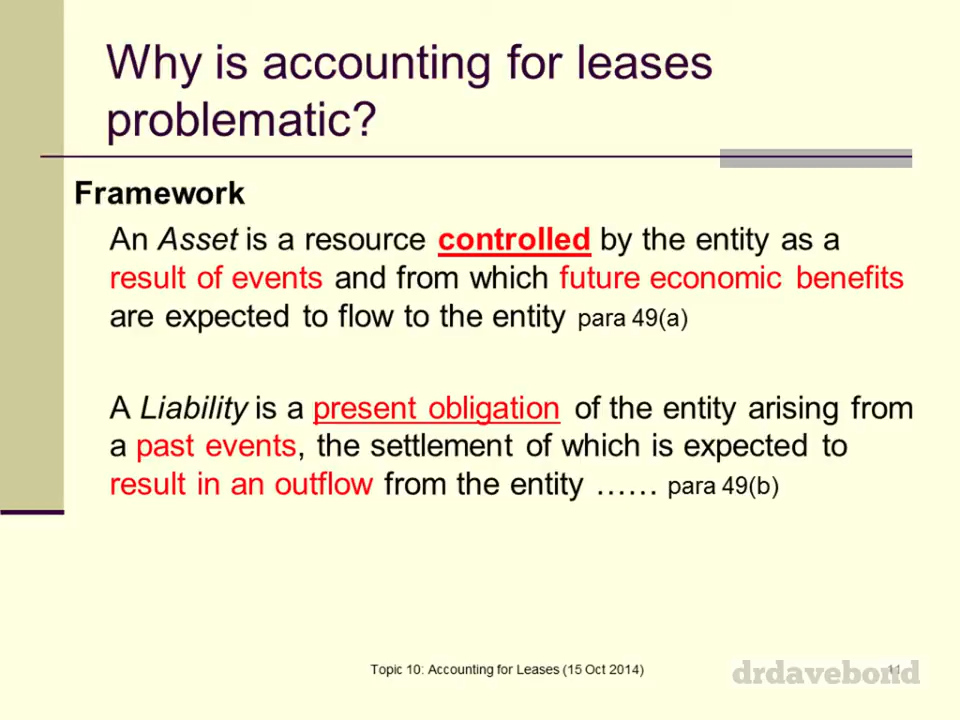 Why is accounting for leases
problematic?
Framework
An Asset is a resource controlled by the entity as a
result of events and from which future economic benefits
are expected to flow to the entity para 49(a)
A Liability is a present obligation of the entity arising from
a past events, the settlement of which is expected to
result in an outflow from the entity …… para 49(b)
Topic 10: Accounting for Leases (15 Oct 2014)
drdavebond
11